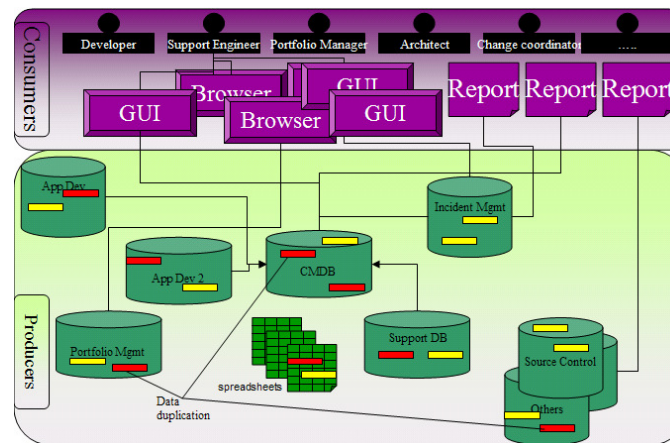 Consumers
Developer
Support Engineer
Portfolio Manager
Architect
Change coordinator
.....
Browser
GUI
GUI
Browser
GUI
Report
Report
Report
Producers
App Dev
Incident Mgmt
App Dev 2
CMDB
Portfolio Mgmt
Support DB
Source Control
spreadsheets
Data
duplication
Others